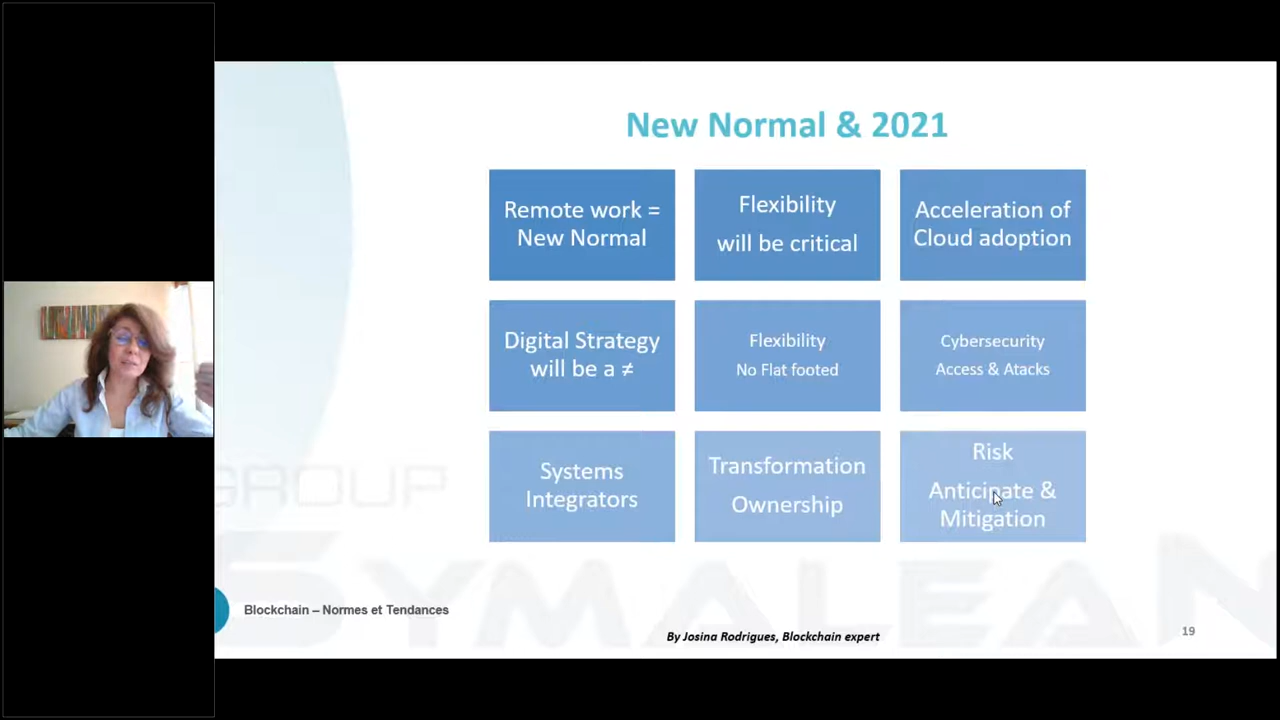 New Normal & 2021
Remote work =
New Normal
Flexibility
will be critical
Acceleration of
Cloud adoption
Digital Strategy
will be a ≠
Flexibility
No Flat footed
Cybersecurity
Access & Atacks
Systems
Integrators
Transformation
Ownership
Risk
Anticipate &
Mitigation
GROUP
SYMALEAN
Blockchain – Normes et Tendances
By Josina Rodrigues, Blockchain expert
19